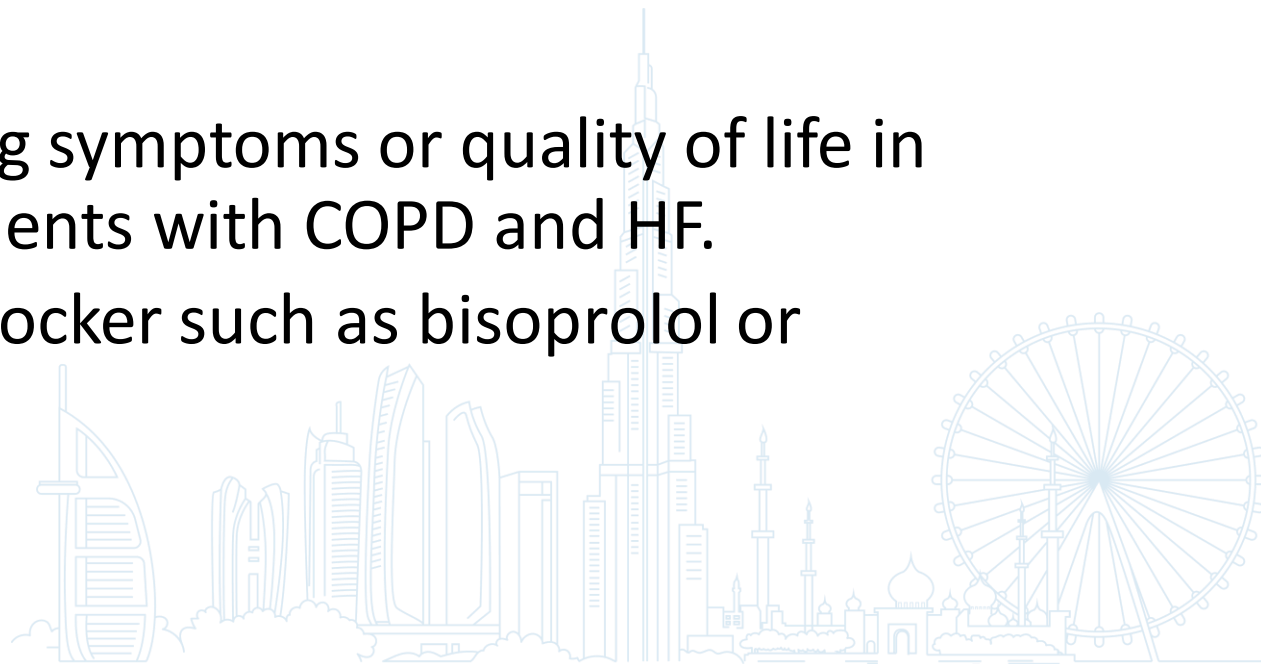 g symptoms or quality of life in
ents with COPD and HF.
ocker such as bisoprolol or